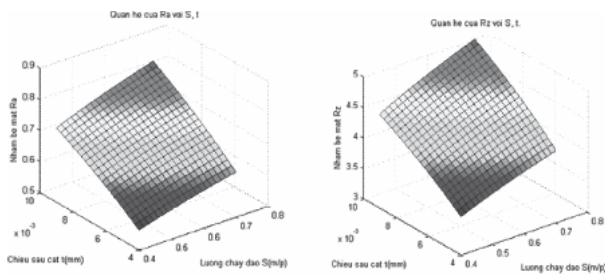 Quan he cua Ra voi S, t
Nham be mat Ra
0.9
0.8
0.7
0.6
0.5
10
8
6
4
x 10⁻³
Chieu sau cat t(mm)
0.4
0.5
0.6
0.7
0.8
Luong chay dao S(m/p)
Quan he cua Rz voi S, t.
Nham be mat Rz
5
4.5
4
3.5
3
10
8
6
4
x 10⁻³
Chieu sau cat t(mm)
0.4
0.5
0.6
0.7
0.8
Luong chay dao S(m/p)